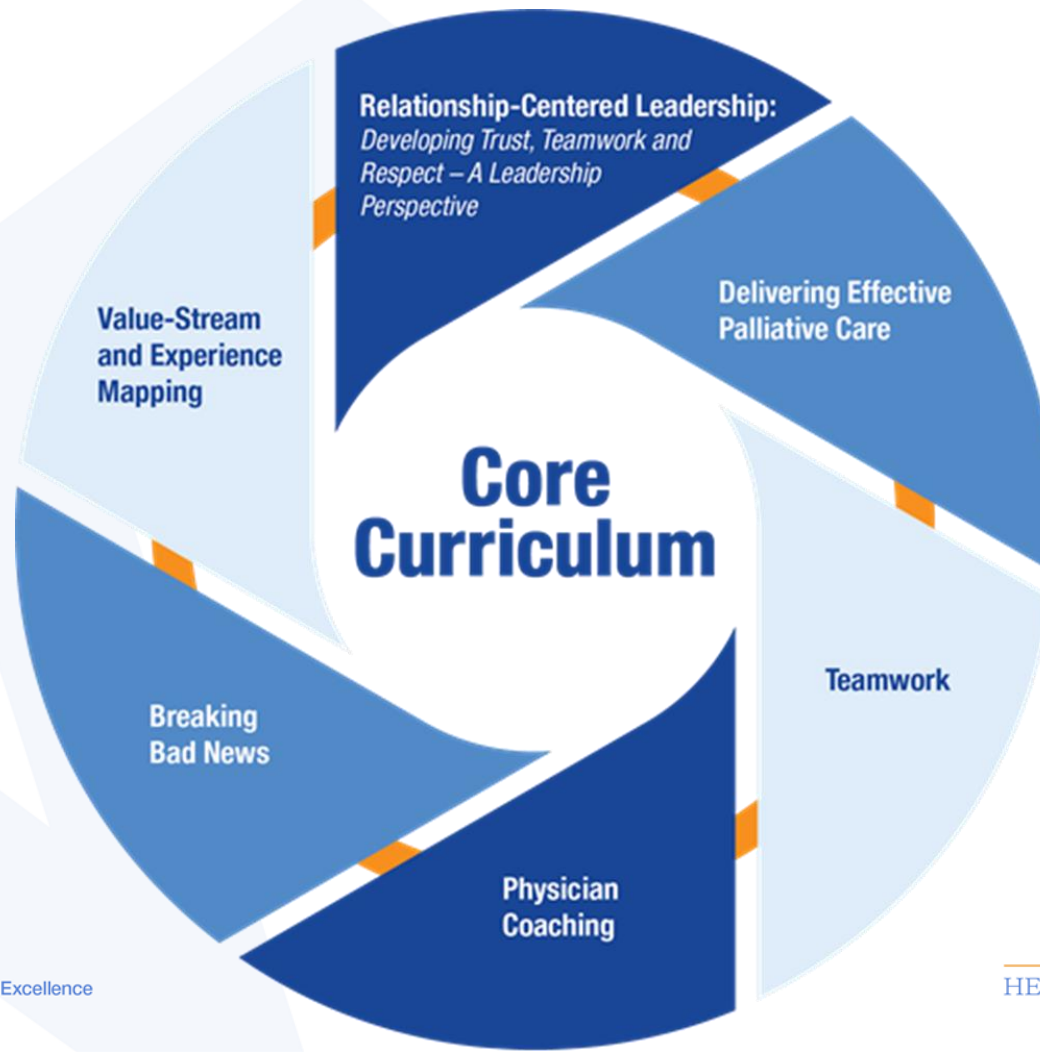 Relationship-Centered Leadership:
Developing Trust, Teamwork and
Respect – A Leadership
Perspective
Delivering Effective
Palliative Care
Value-Stream
and Experience
Mapping
Core
Curriculum
Teamwork
Breaking
Bad News
Physician
Coaching
Excellence
HE